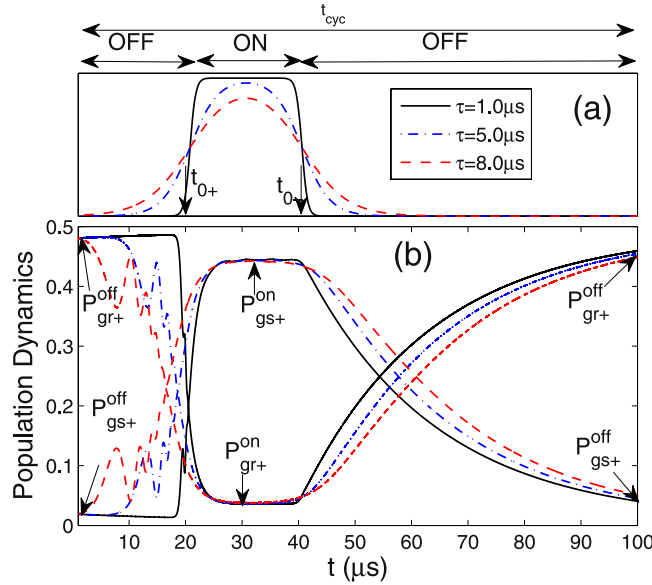 t_cyc
OFF ON OFF
(a)
τ=1.0μs
τ=5.0μs
τ=8.0μs
t_0+ t_0-
0.5
0.4
0.3
0.2
0.1
0
Population Dynamics
(b)
P^off_gr+
P^on_gs+
P^off_gr+
P^off_gs+
P^on_gr+
P^off_gs+
10 20 30 40 50 60 70 80 90 100
t (μs)